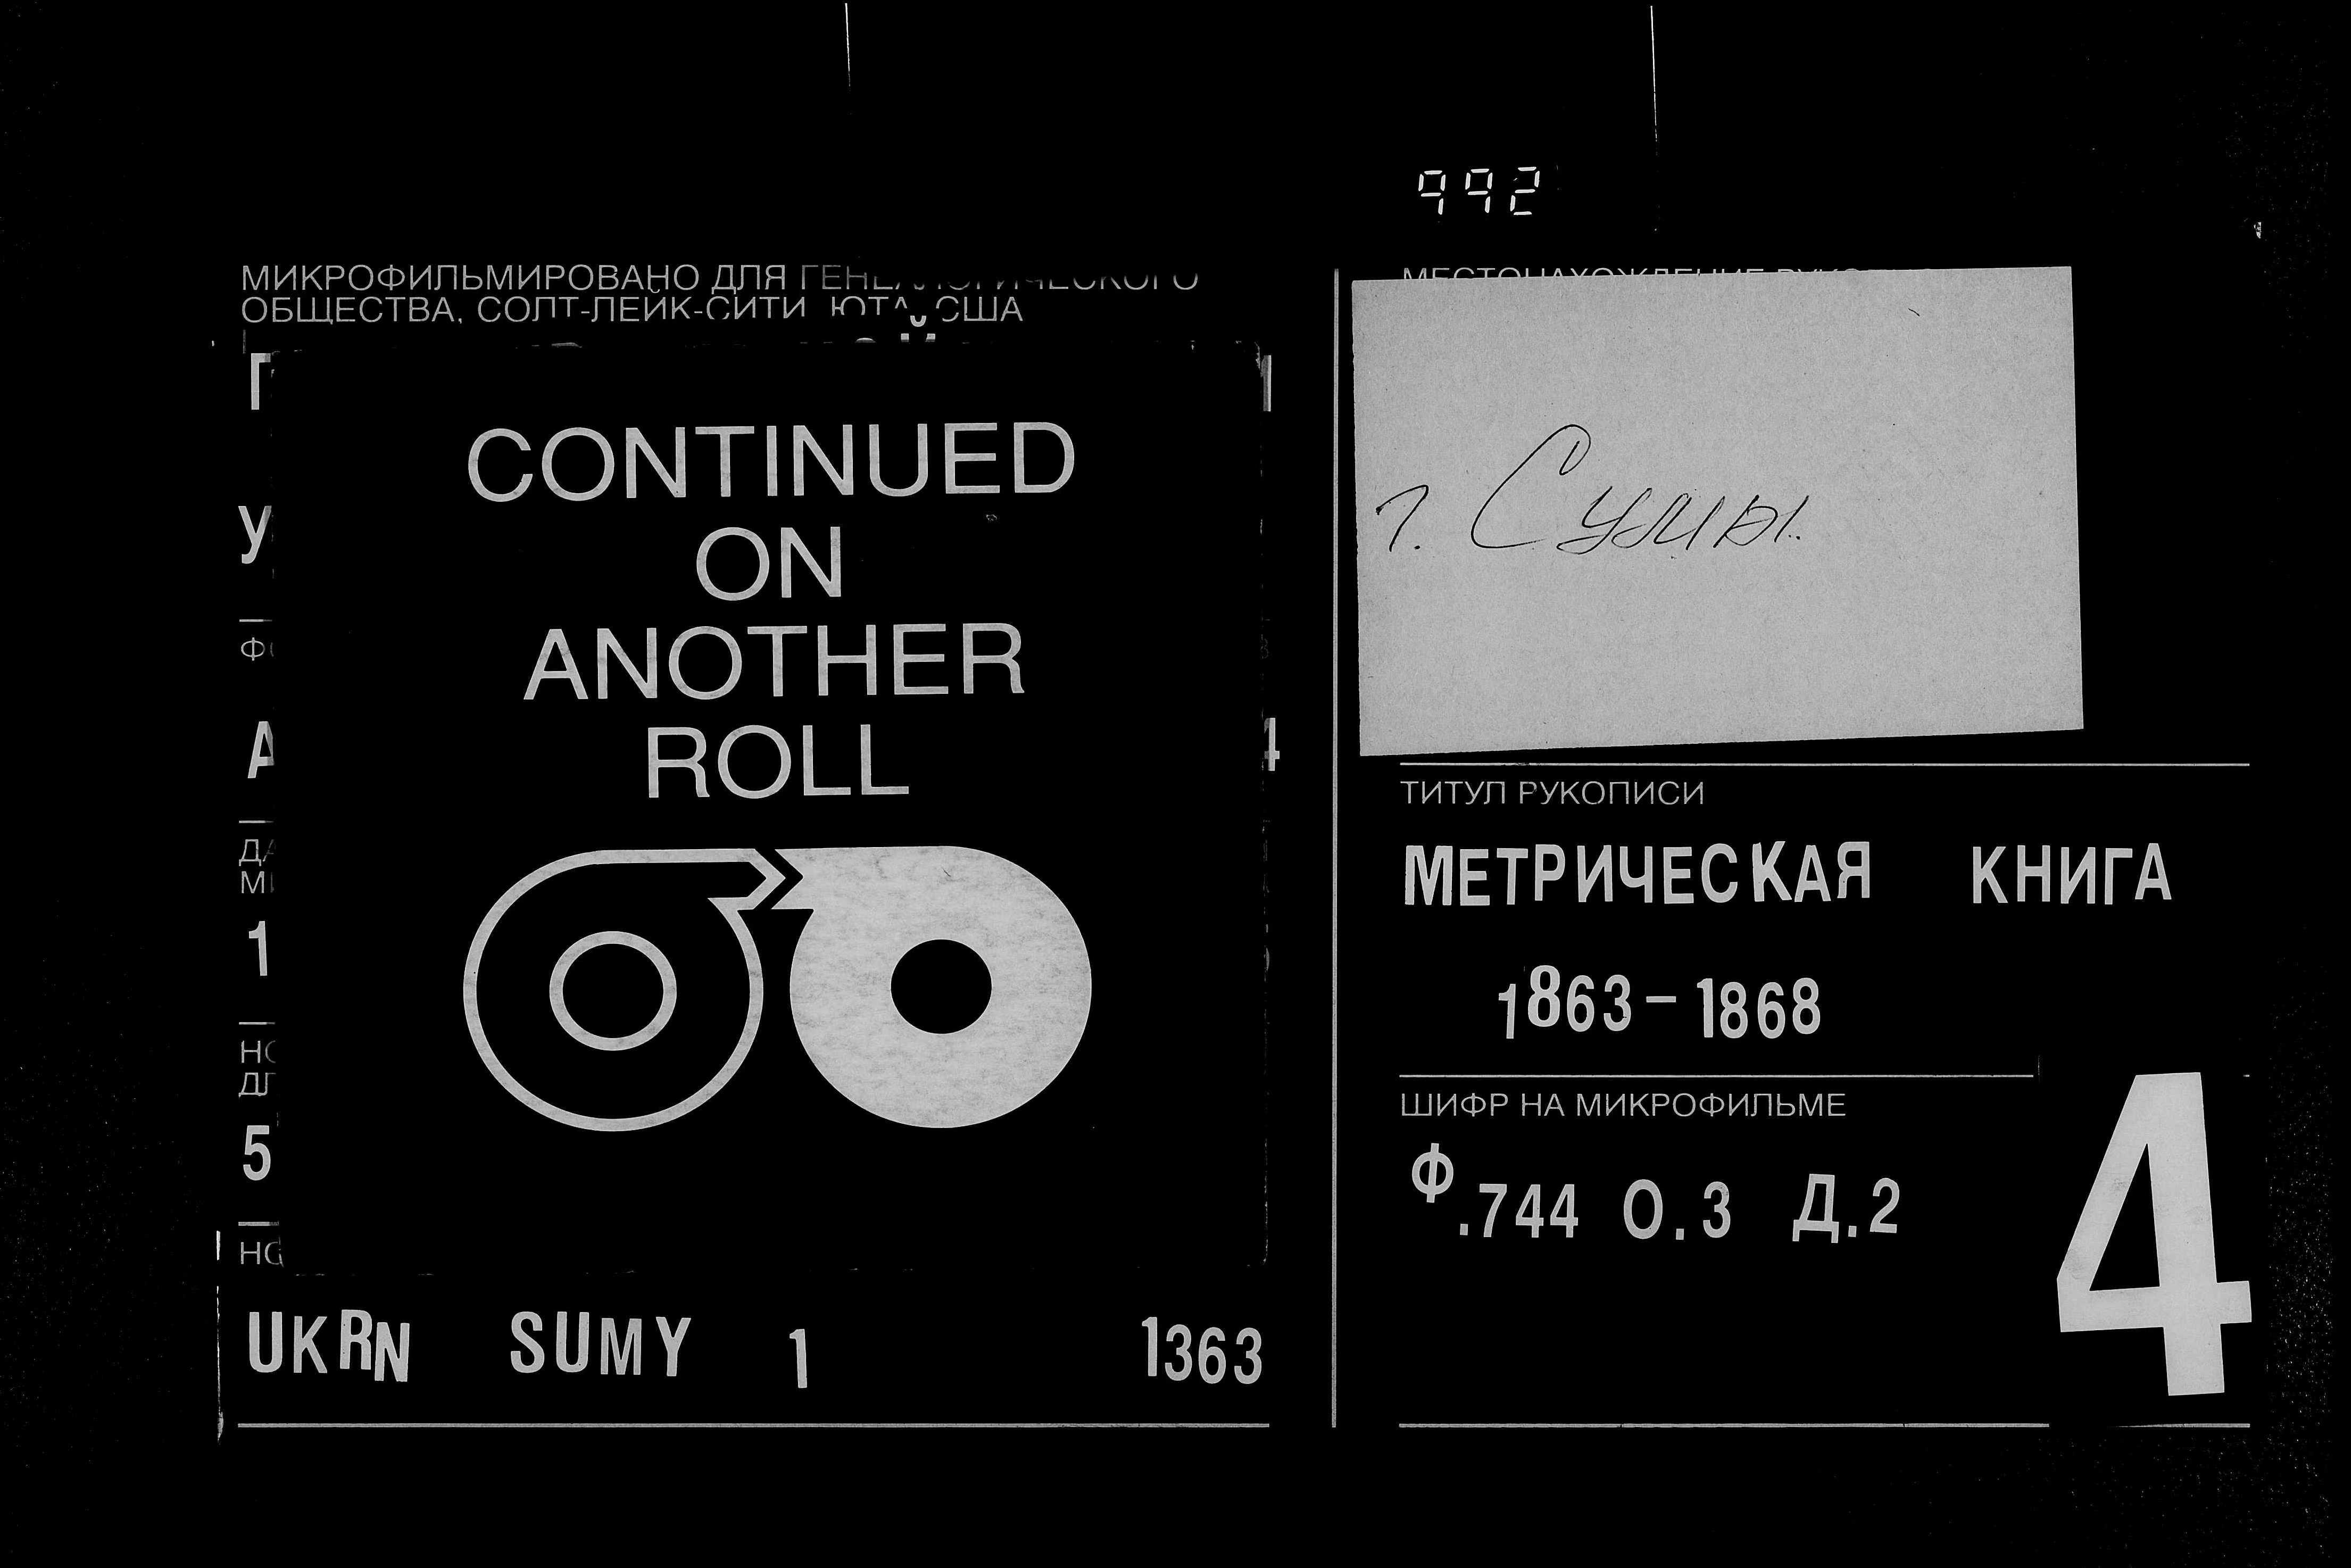 992
МИКРОФИЛЬМИРОВАНО ДЛЯ ГЕНЕАЛОГИЧЕСКОГО
ОБЩЕСТВА, СОЛТ-ЛЕЙК-СИТИ, ЮТА, США
CONTINUED
ON
ANOTHER
ROLL
UKRN SUMY 1 1363
г. Сумы.
ТИТУЛ РУКОПИСИ
МЕТРИЧЕСКАЯ КНИГА
1863-1868
ШИФР НА МИКРОФИЛЬМЕ
Ф.744 О.3 Д.2
4